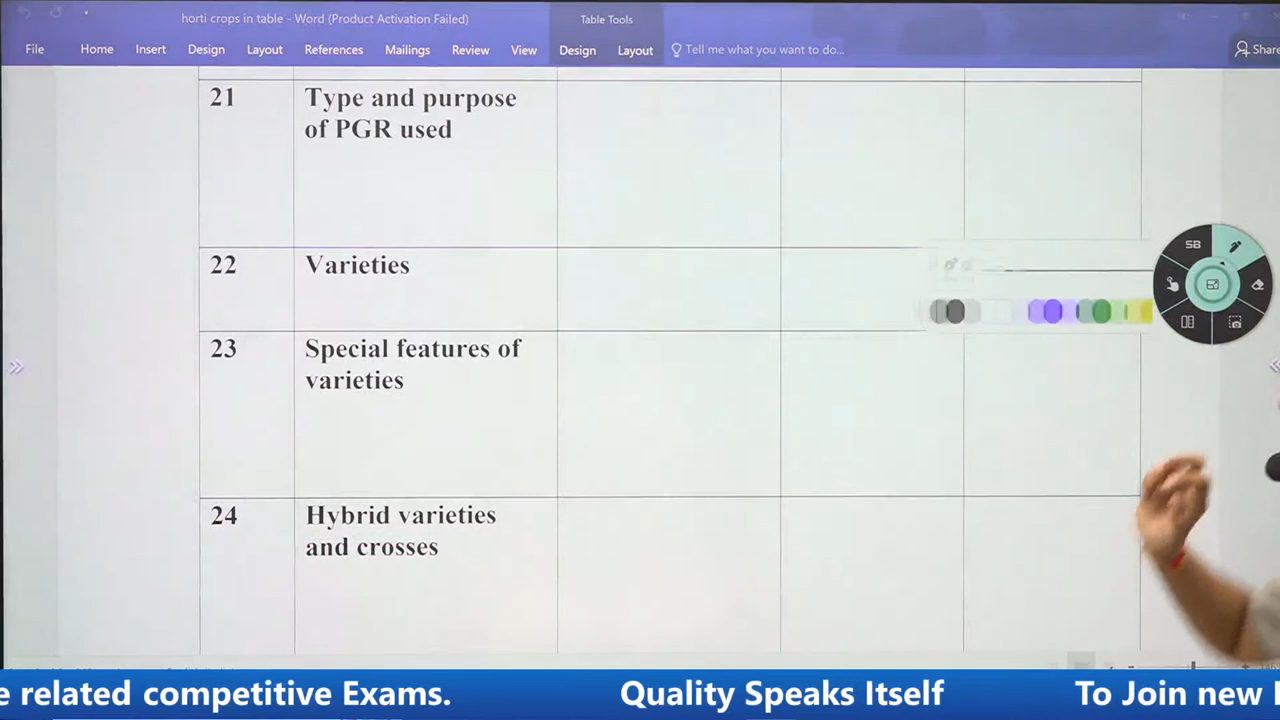 horti crops in table - Word (Product Activation Failed)
Table Tools
File Home Insert Design Layout References Mailings Review View Design Layout Tell me what you want to do... Share
21 Type and purpose
of PGR used
22 Varieties
SB
23 Special features of
varieties
24 Hybrid varieties
and crosses
e related competitive Exams. Quality Speaks Itself To Join new